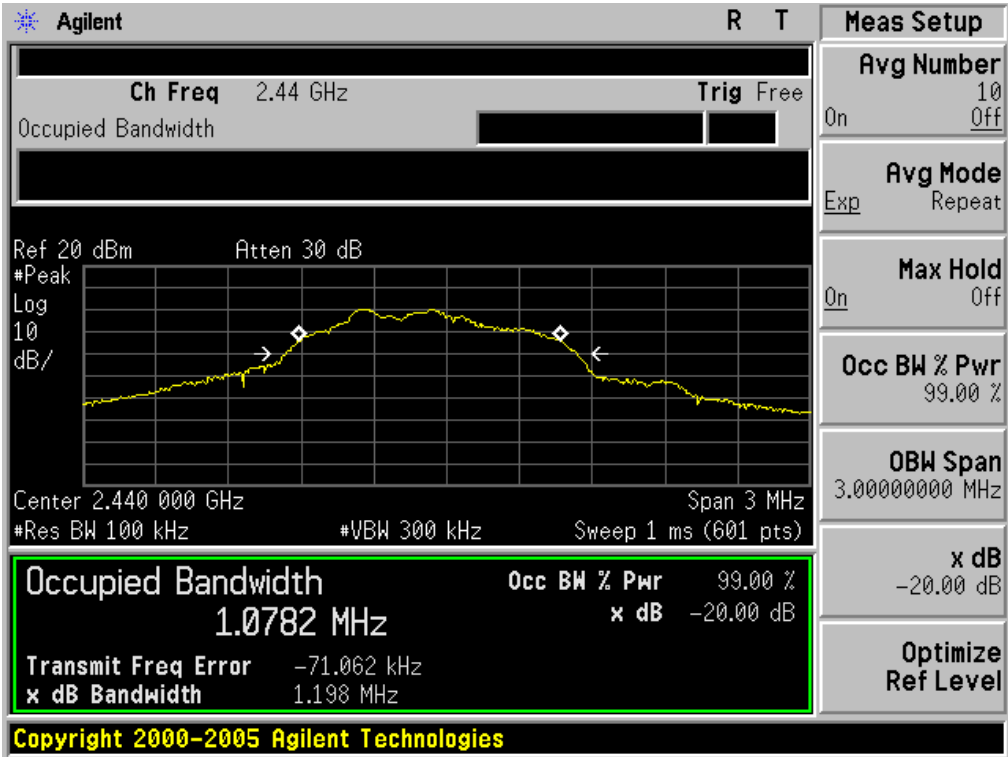 Agilent R T
Ch Freq 2.44 GHz Trig Free
Occupied Bandwidth
Ref 20 dBm Atten 30 dB
#Peak
Log
10
dB/
Center 2.440 000 GHz Span 3 MHz
#Res BW 100 kHz #VBW 300 kHz Sweep 1 ms (601 pts)
Occupied Bandwidth
1.0782 MHz
Occ BW % Pwr 99.00 %
x dB -20.00 dB
Transmit Freq Error -71.062 kHz
x dB Bandwidth 1.198 MHz
Copyright 2000-2005 Agilent Technologies
Meas Setup
Avg Number
10
On Off
Avg Mode
Exp Repeat
Max Hold
On Off
Occ BW % Pwr
99.00 %
OBW Span
3.00000000 MHz
x dB
-20.00 dB
Optimize
Ref Level